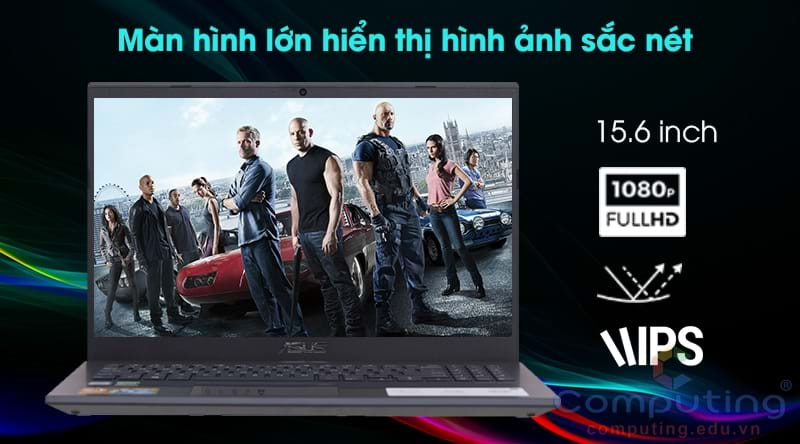 Màn hình lớn hiển thị hình ảnh sắc nét
15.6 inch
1080p
FULLHD
IPS
ASUS
Computing®
computing.edu.vn